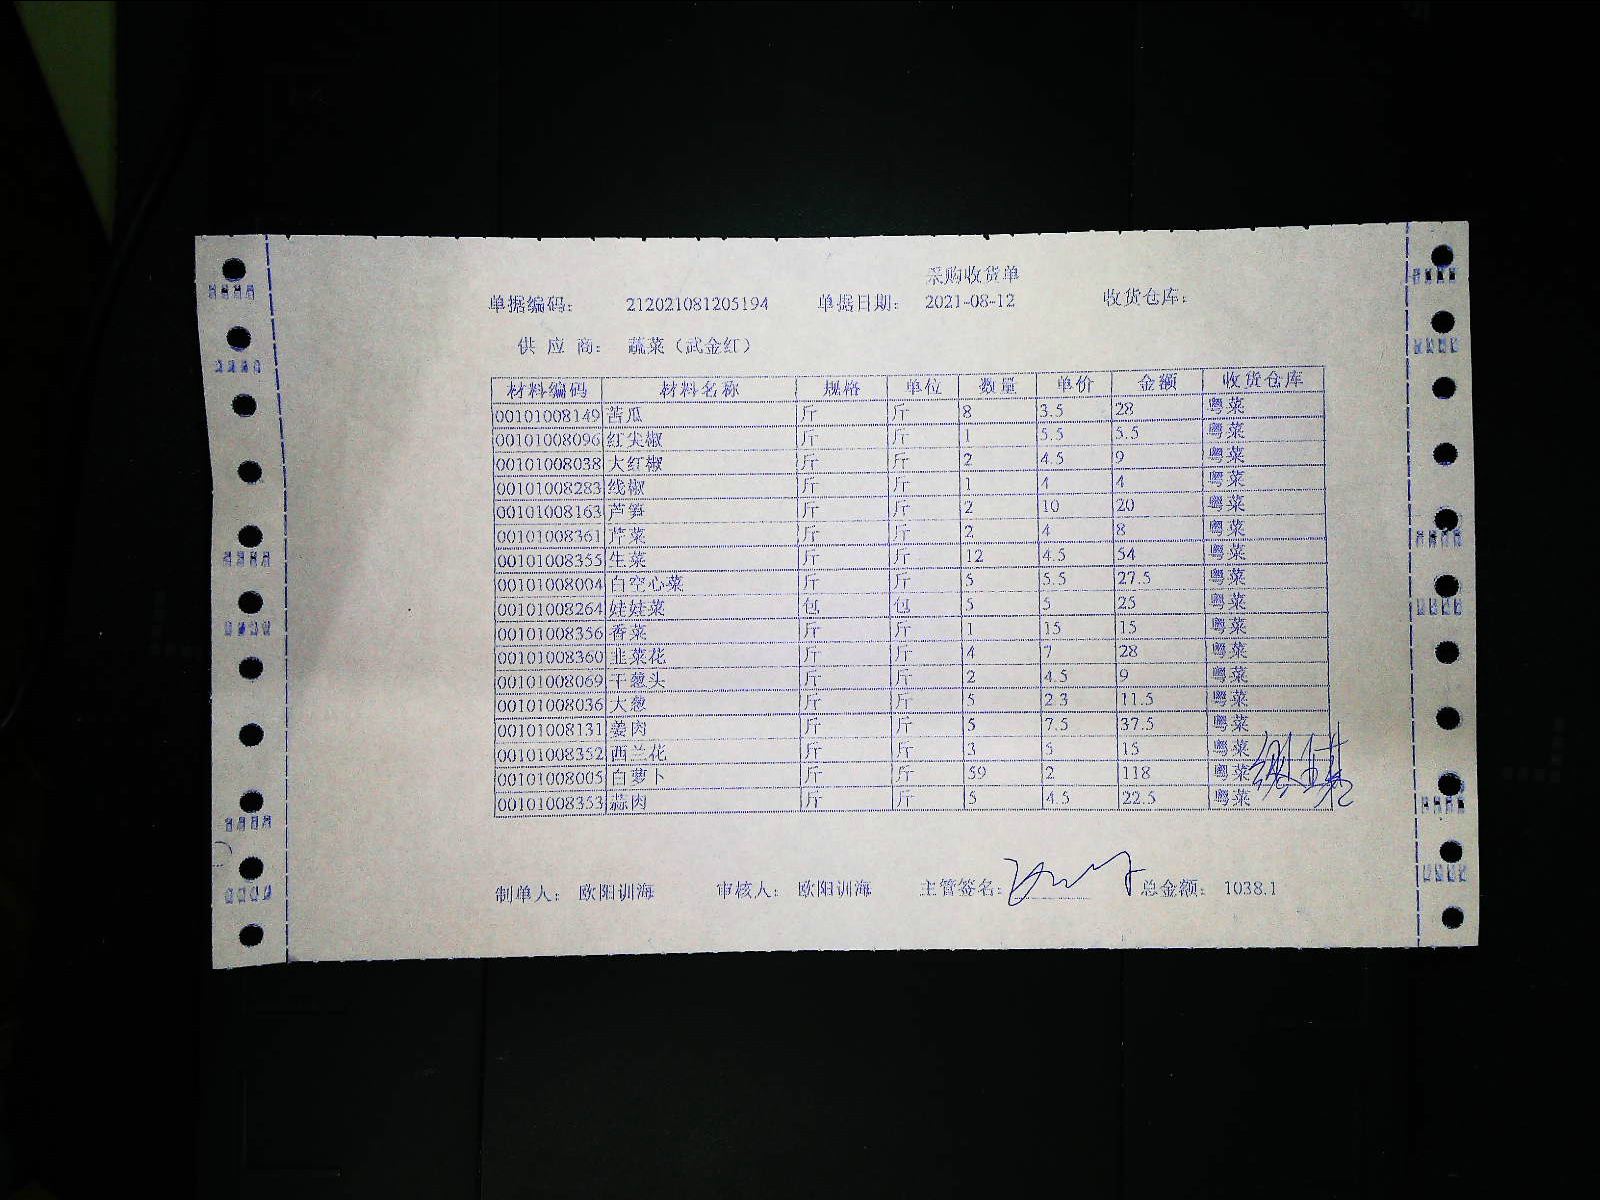 采购收货单
单据编码： 212021081205194 单据日期： 2021-08-12 收货仓库：
供 应 商： 蔬菜（武金红）
材料编码 材料名称 规格 单位 数量 单价 金额 收货仓库
00101008149 苦瓜 斤 斤 8 3.5 28 粤菜
00101008096 红尖椒 斤 斤 1 5.5 5.5 粤菜
00101008038 大红椒 斤 斤 2 4.5 9 粤菜
00101008283 线椒 斤 斤 1 4 4 粤菜
00101008163 芦笋 斤 斤 2 10 20 粤菜
00101008361 芹菜 斤 斤 2 4 8 粤菜
00101008355 生菜 斤 斤 12 4.5 54 粤菜
00101008004 白空心菜 斤 斤 5 5.5 27.5 粤菜
00101008264 娃娃菜 包 包 5 5 25 粤菜
00101008356 香菜 斤 斤 1 15 15 粤菜
00101008360 韭菜花 斤 斤 4 7 28 粤菜
00101008069 干葱头 斤 斤 2 4.5 9 粤菜
00101008036 大葱 斤 斤 5 2.3 11.5 粤菜
00101008131 姜肉 斤 斤 5 7.5 37.5 粤菜
00101008352 西兰花 斤 斤 3 5 15 粤菜
00101008005 白萝卜 斤 斤 59 2 118 粤菜
00101008353 蒜肉 斤 斤 5 4.5 22.5 粤菜
制单人： 欧阳训海 审核人： 欧阳训海 主管签名： 总金额： 1038.1